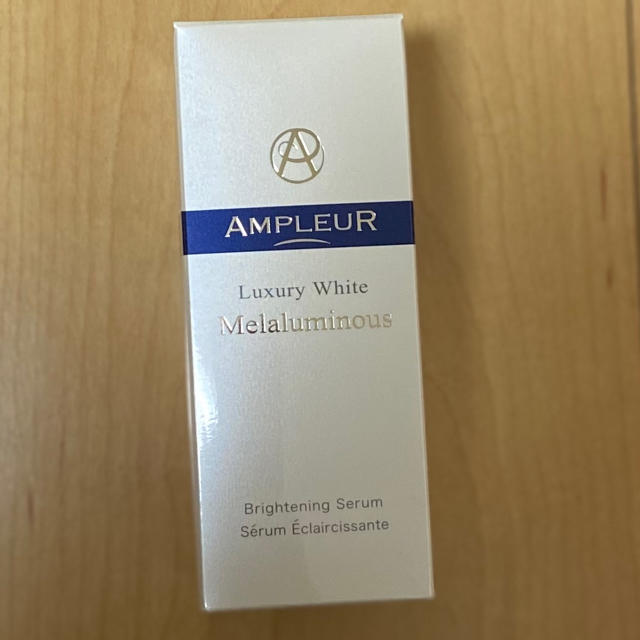 AMPLEUR
Luxury White
Melaluminous
Brightening Serum
Sérum Éclaircissante